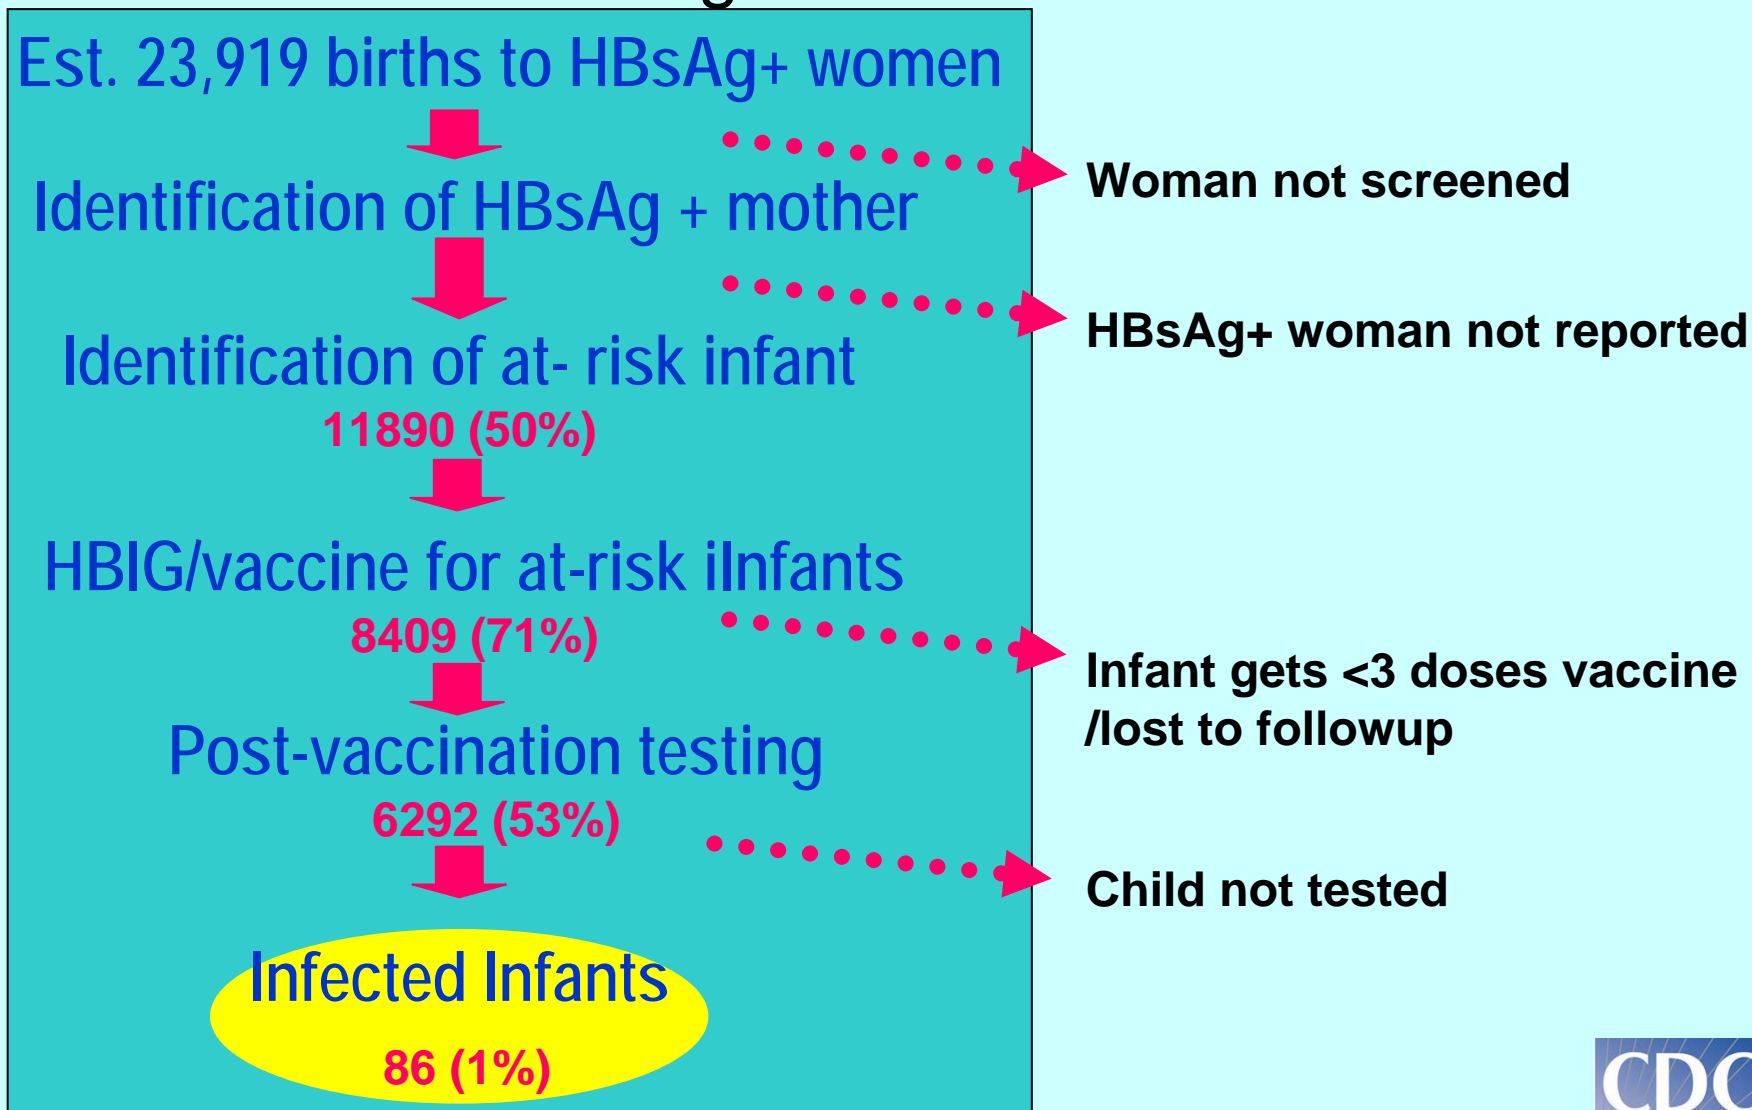 Est. 23,919 births to HBsAg+ women
Woman not screened
Identification of HBsAg + mother
HBsAg+ woman not reported
Identification of at- risk infant
11890 (50%)
HBIG/vaccine for at-risk iInfants
8409 (71%)
Infant gets <3 doses vaccine
/lost to followup
Post-vaccination testing
6292 (53%)
Child not tested
Infected Infants
86 (1%)
CDC